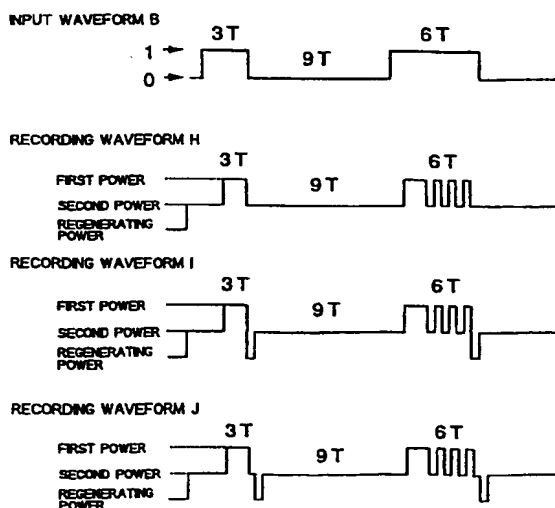 INPUT WAVEFORM B
3T
6T
1
9T
0
RECORDING WAVEFORM H
3T
6T
FIRST POWER
9T
SECOND POWER
REGENERATING
POWER
RECORDING WAVEFORM I
3T
6T
FIRST POWER
9T
SECOND POWER
REGENERATING
POWER
RECORDING WAVEFORM J
3T
6T
FIRST POWER
9T
SECOND POWER
REGENERATING
POWER